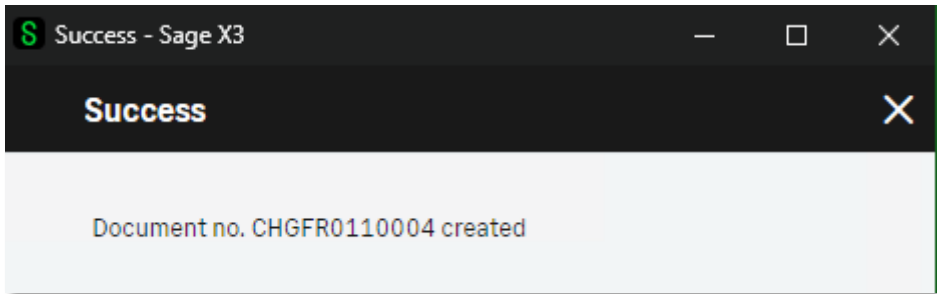 S Success - Sage X3
Success
Document no. CHGFR0110004 created